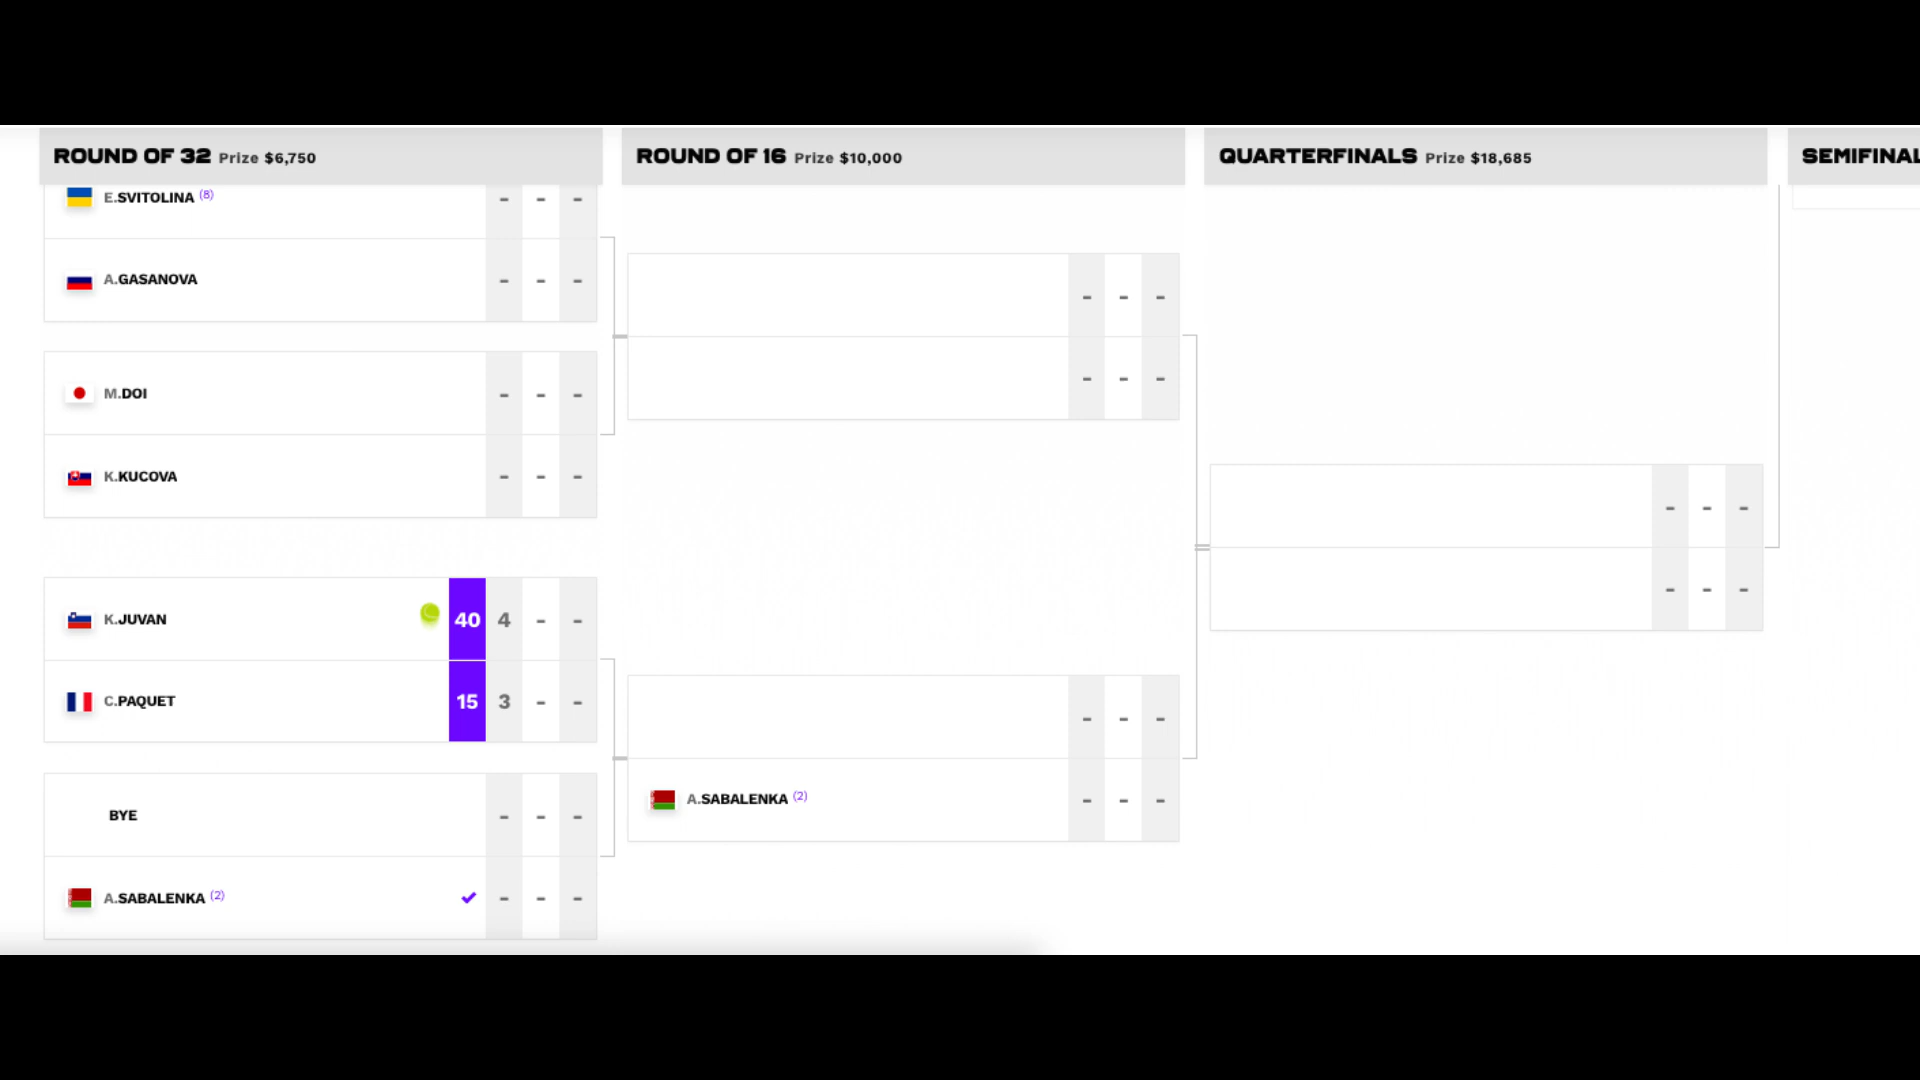 ROUND OF 32 Prize $6,750
E.SVITOLINA (8) - - -
A.GASANOVA - - -
M.DOI - - -
K.KUCOVA - - -
K.JUVAN 40 4 - -
C.PAQUET 15 3 - -
BYE - - -
A.SABALENKA (2) - - -
ROUND OF 16 Prize $10,000
- - -
- - -
- - -
A.SABALENKA (2) - - -
QUARTERFINALS Prize $18,685
- - -
- - -
SEMIFINAL